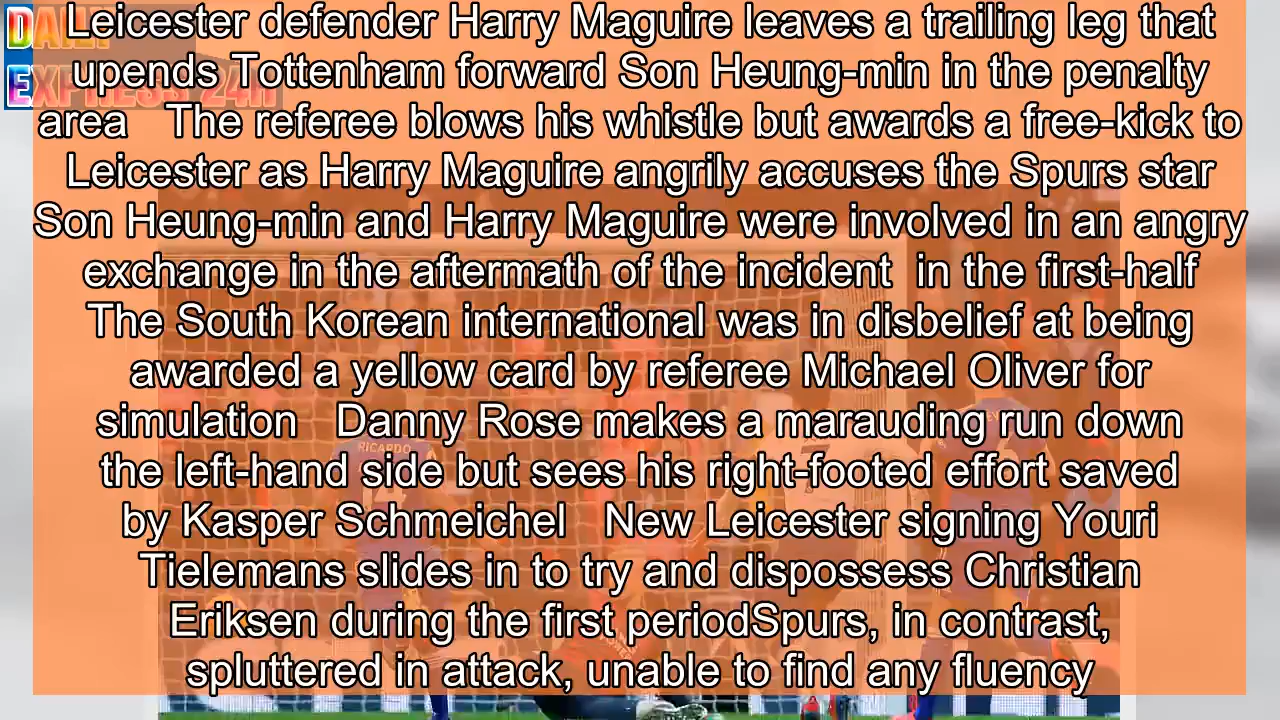 DAILY
EXPRESS 24H
Leicester defender Harry Maguire leaves a trailing leg that
upends Tottenham forward Son Heung-min in the penalty
area   The referee blows his whistle but awards a free-kick to
Leicester as Harry Maguire angrily accuses the Spurs star
Son Heung-min and Harry Maguire were involved in an angry
exchange in the aftermath of the incident  in the first-half
The South Korean international was in disbelief at being
awarded a yellow card by referee Michael Oliver for
simulation   Danny Rose makes a marauding run down
the left-hand side but sees his right-footed effort saved
by Kasper Schmeichel   New Leicester signing Youri
Tielemans slides in to try and dispossess Christian
Eriksen during the first periodSpurs, in contrast,
spluttered in attack, unable to find any fluency
RICARDO